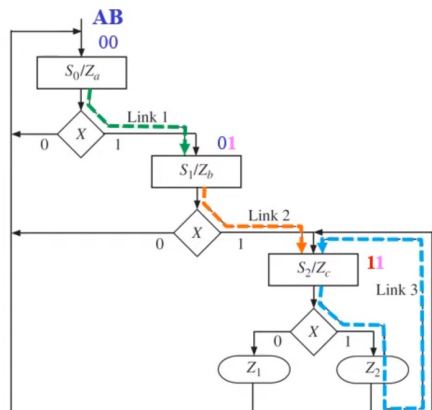 AB
00
S0/Za
Link 1
X
0 1
01
S1/Zb
Link 2
X
0 1
S2/Zc
11
Link 3
X
0 1
Z1
Z2